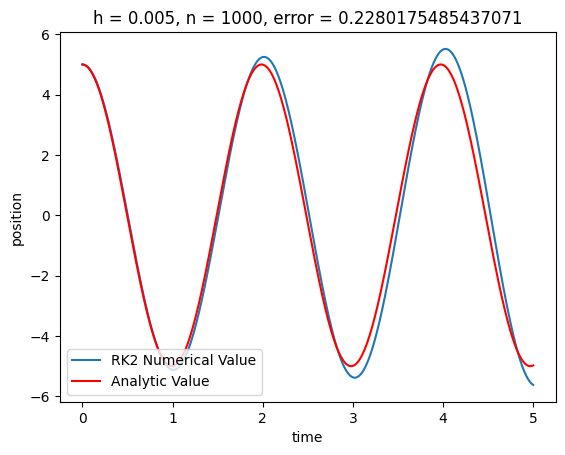 h = 0.005, n = 1000, error = 0.2280175485437071
position
6
4
2
0
−2
−4
−6
RK2 Numerical Value
Analytic Value
0 1 2 3 4 5
time